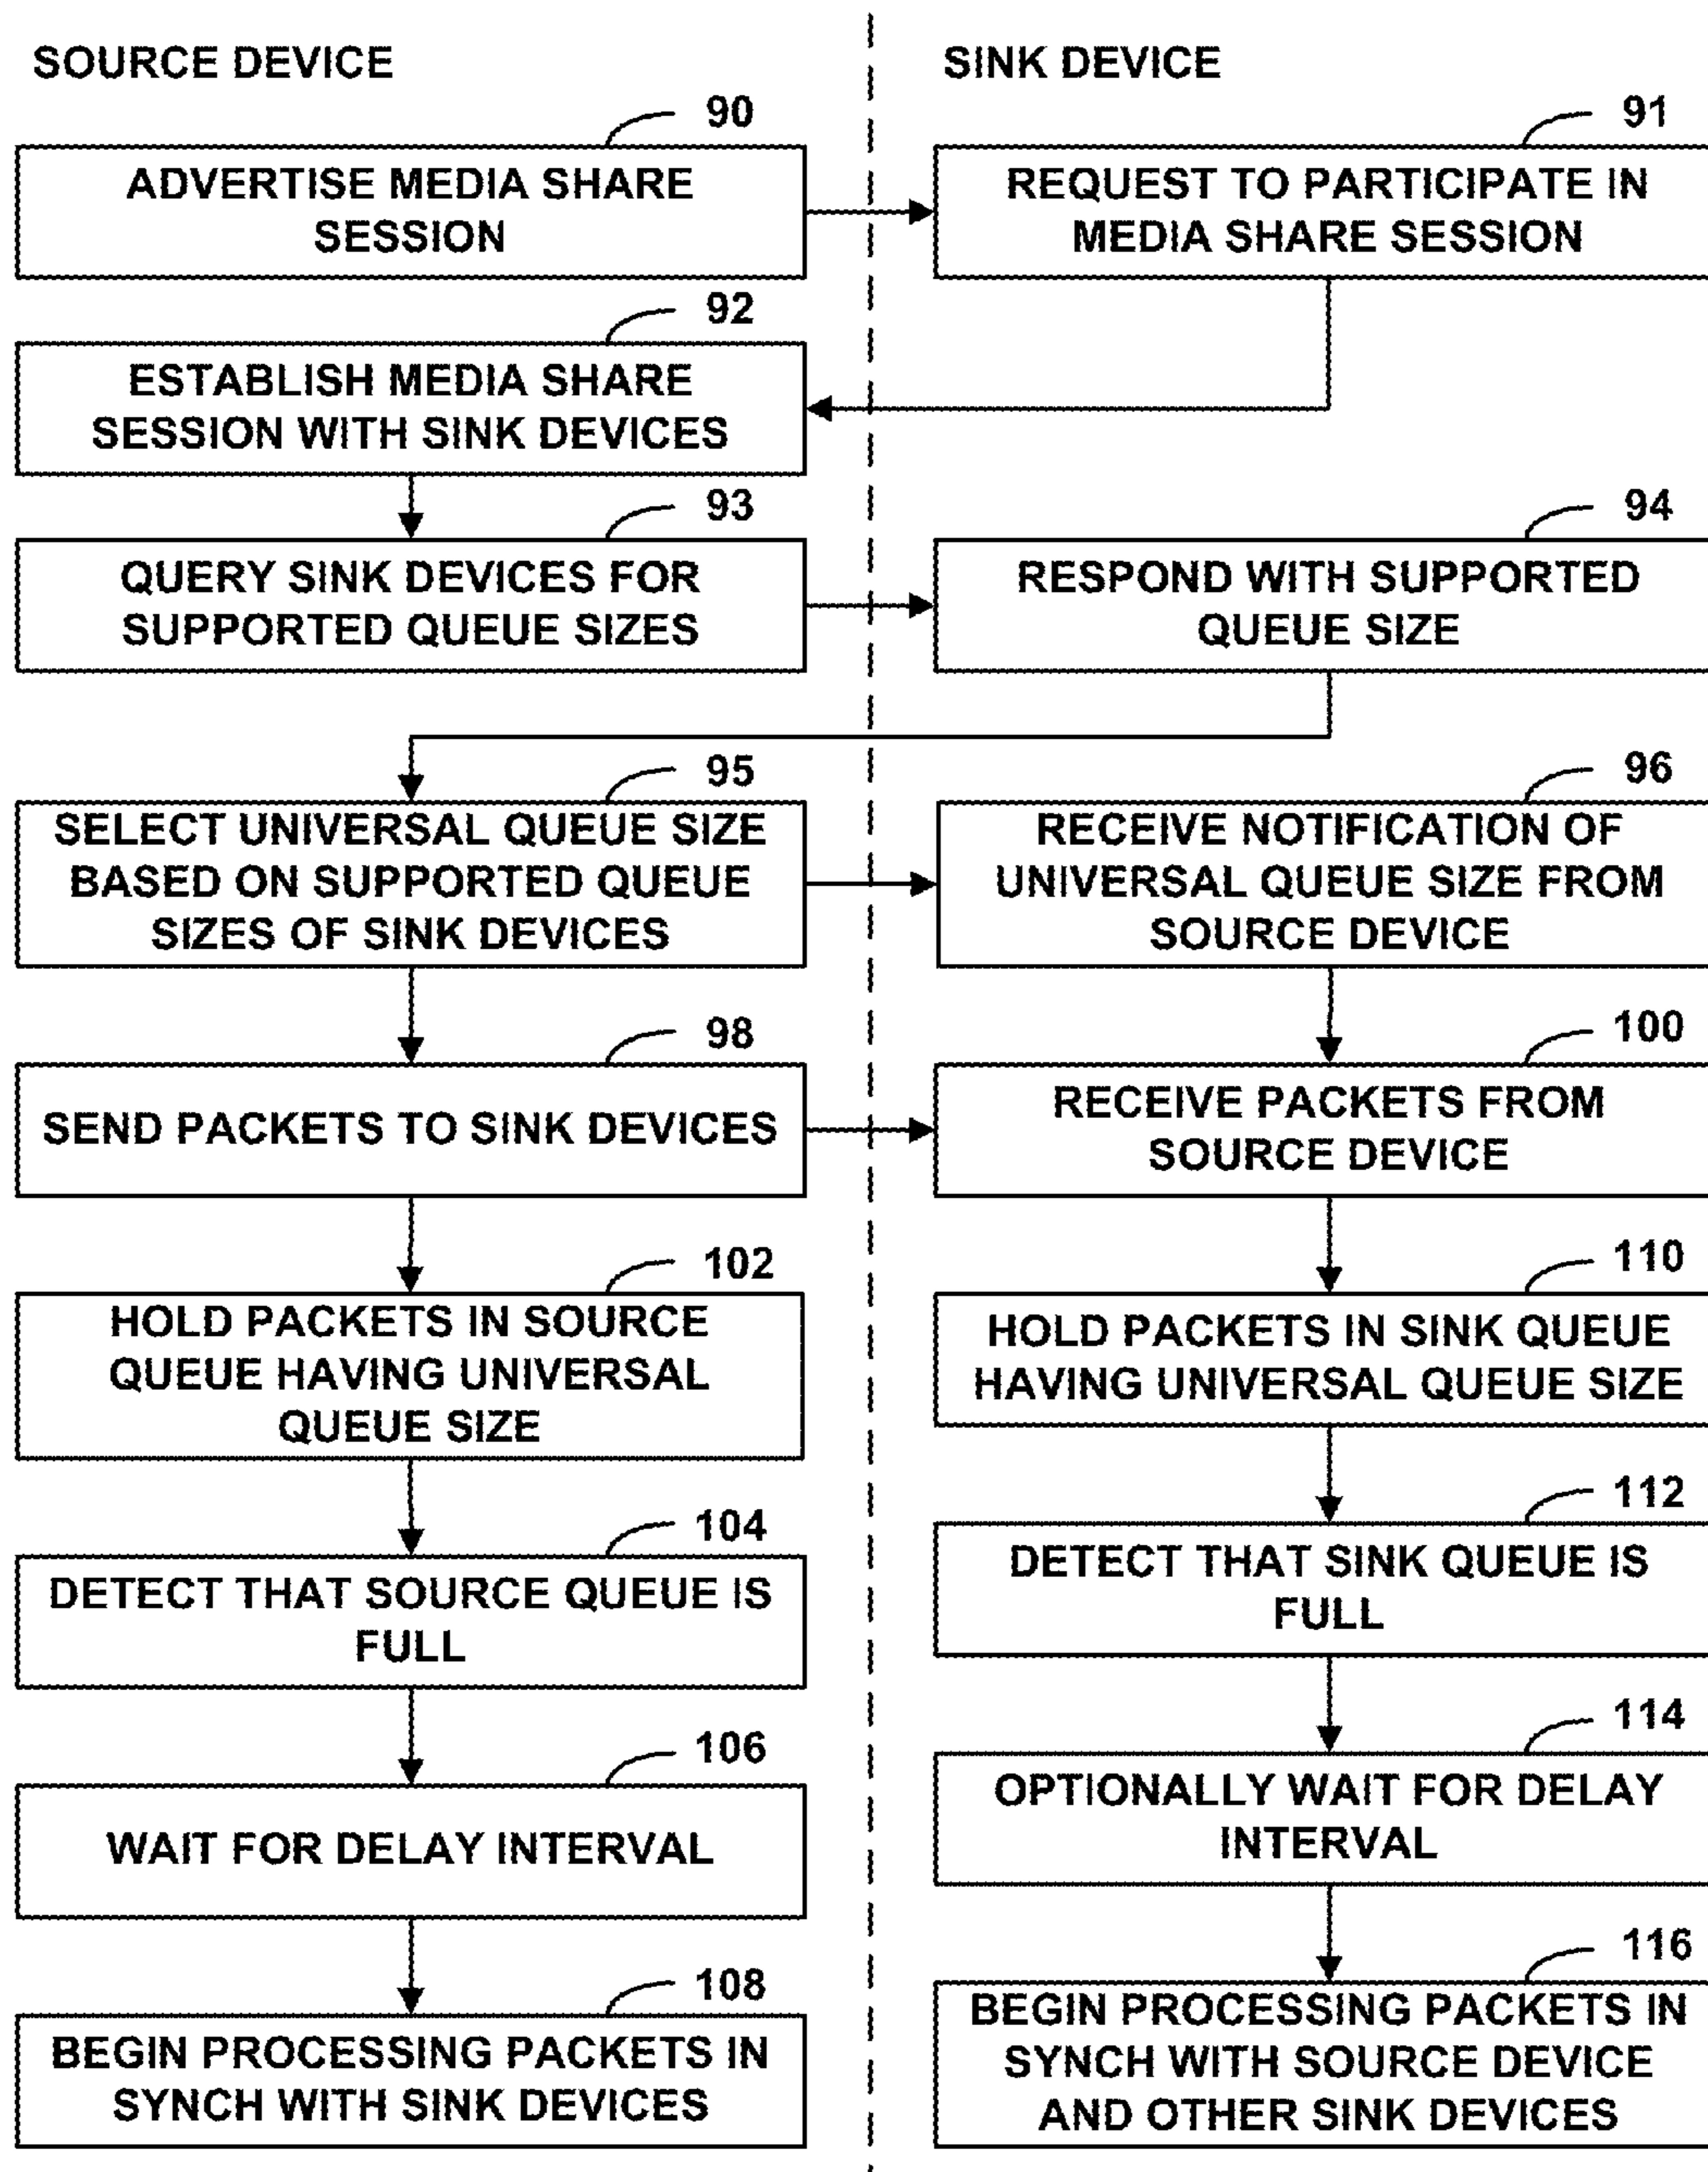 SOURCE DEVICE
SINK DEVICE
90
ADVERTISE MEDIA SHARE
SESSION
91
REQUEST TO PARTICIPATE IN
MEDIA SHARE SESSION
92
ESTABLISH MEDIA SHARE
SESSION WITH SINK DEVICES
93
QUERY SINK DEVICES FOR
SUPPORTED QUEUE SIZES
94
RESPOND WITH SUPPORTED
QUEUE SIZE
95
SELECT UNIVERSAL QUEUE SIZE
BASED ON SUPPORTED QUEUE
SIZES OF SINK DEVICES
96
RECEIVE NOTIFICATION OF
UNIVERSAL QUEUE SIZE FROM
SOURCE DEVICE
98
SEND PACKETS TO SINK DEVICES
100
RECEIVE PACKETS FROM
SOURCE DEVICE
102
HOLD PACKETS IN SOURCE
QUEUE HAVING UNIVERSAL
QUEUE SIZE
110
HOLD PACKETS IN SINK QUEUE
HAVING UNIVERSAL QUEUE SIZE
104
DETECT THAT SOURCE QUEUE IS
FULL
112
DETECT THAT SINK QUEUE IS
FULL
106
WAIT FOR DELAY INTERVAL
114
OPTIONALLY WAIT FOR DELAY
INTERVAL
108
BEGIN PROCESSING PACKETS IN
SYNCH WITH SINK DEVICES
116
BEGIN PROCESSING PACKETS IN
SYNCH WITH SOURCE DEVICE
AND OTHER SINK DEVICES